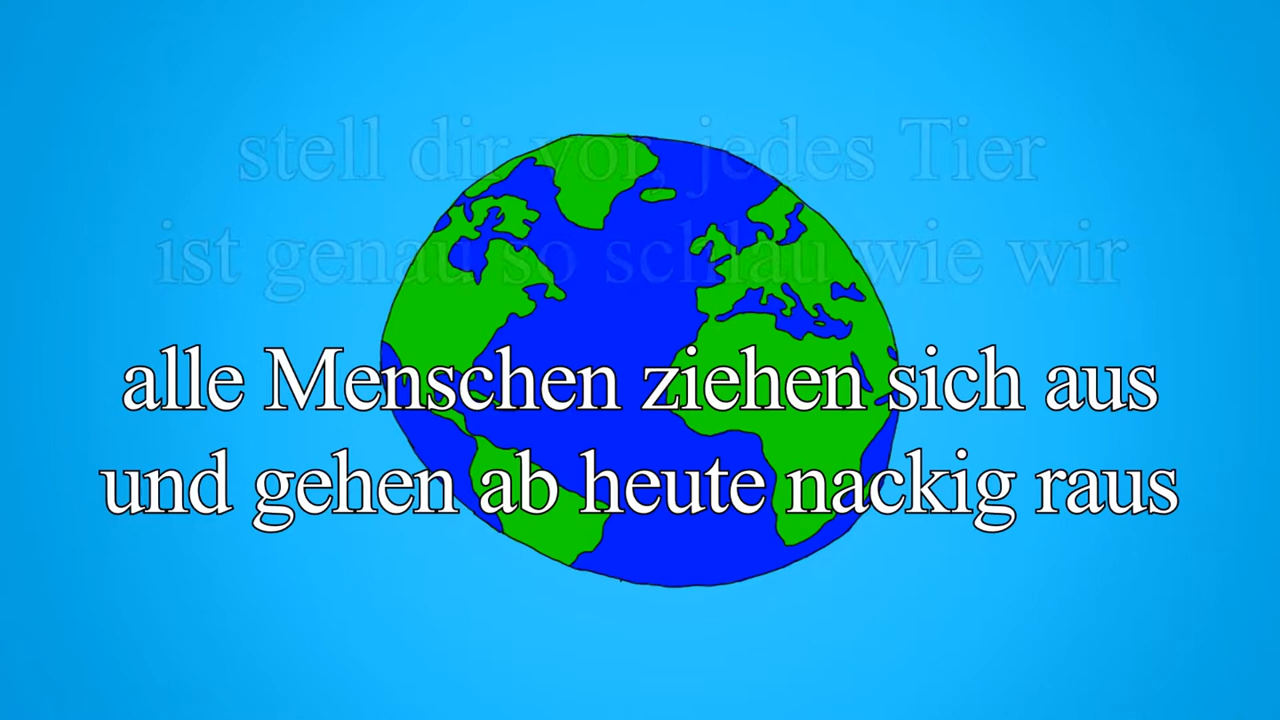 stell dir vor, jedes Tier
ist genau so schlau wie wir
alle Menschen ziehen sich aus
und gehen ab heute nackig raus